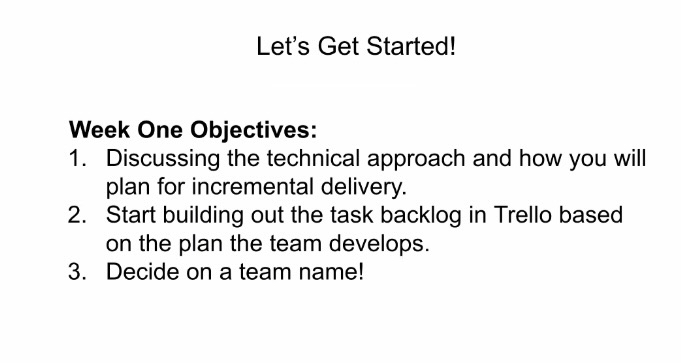 Let’s Get Started!
Week One Objectives:
1. Discussing the technical approach and how you will
plan for incremental delivery.
2. Start building out the task backlog in Trello based
on the plan the team develops.
3. Decide on a team name!